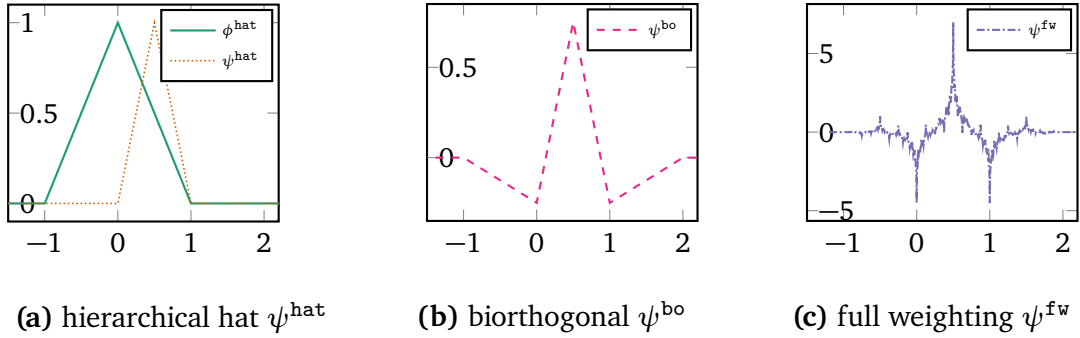 1
0.5
0
−1 0 1 2
ϕ^hat
ψ^hat
0.5
0
−1 0 1 2
ψ^bo
5
0
−5
−1 0 1 2
ψ^fw
(a) hierarchical hat ψ^hat
(b) biorthogonal ψ^bo
(c) full weighting ψ^fw